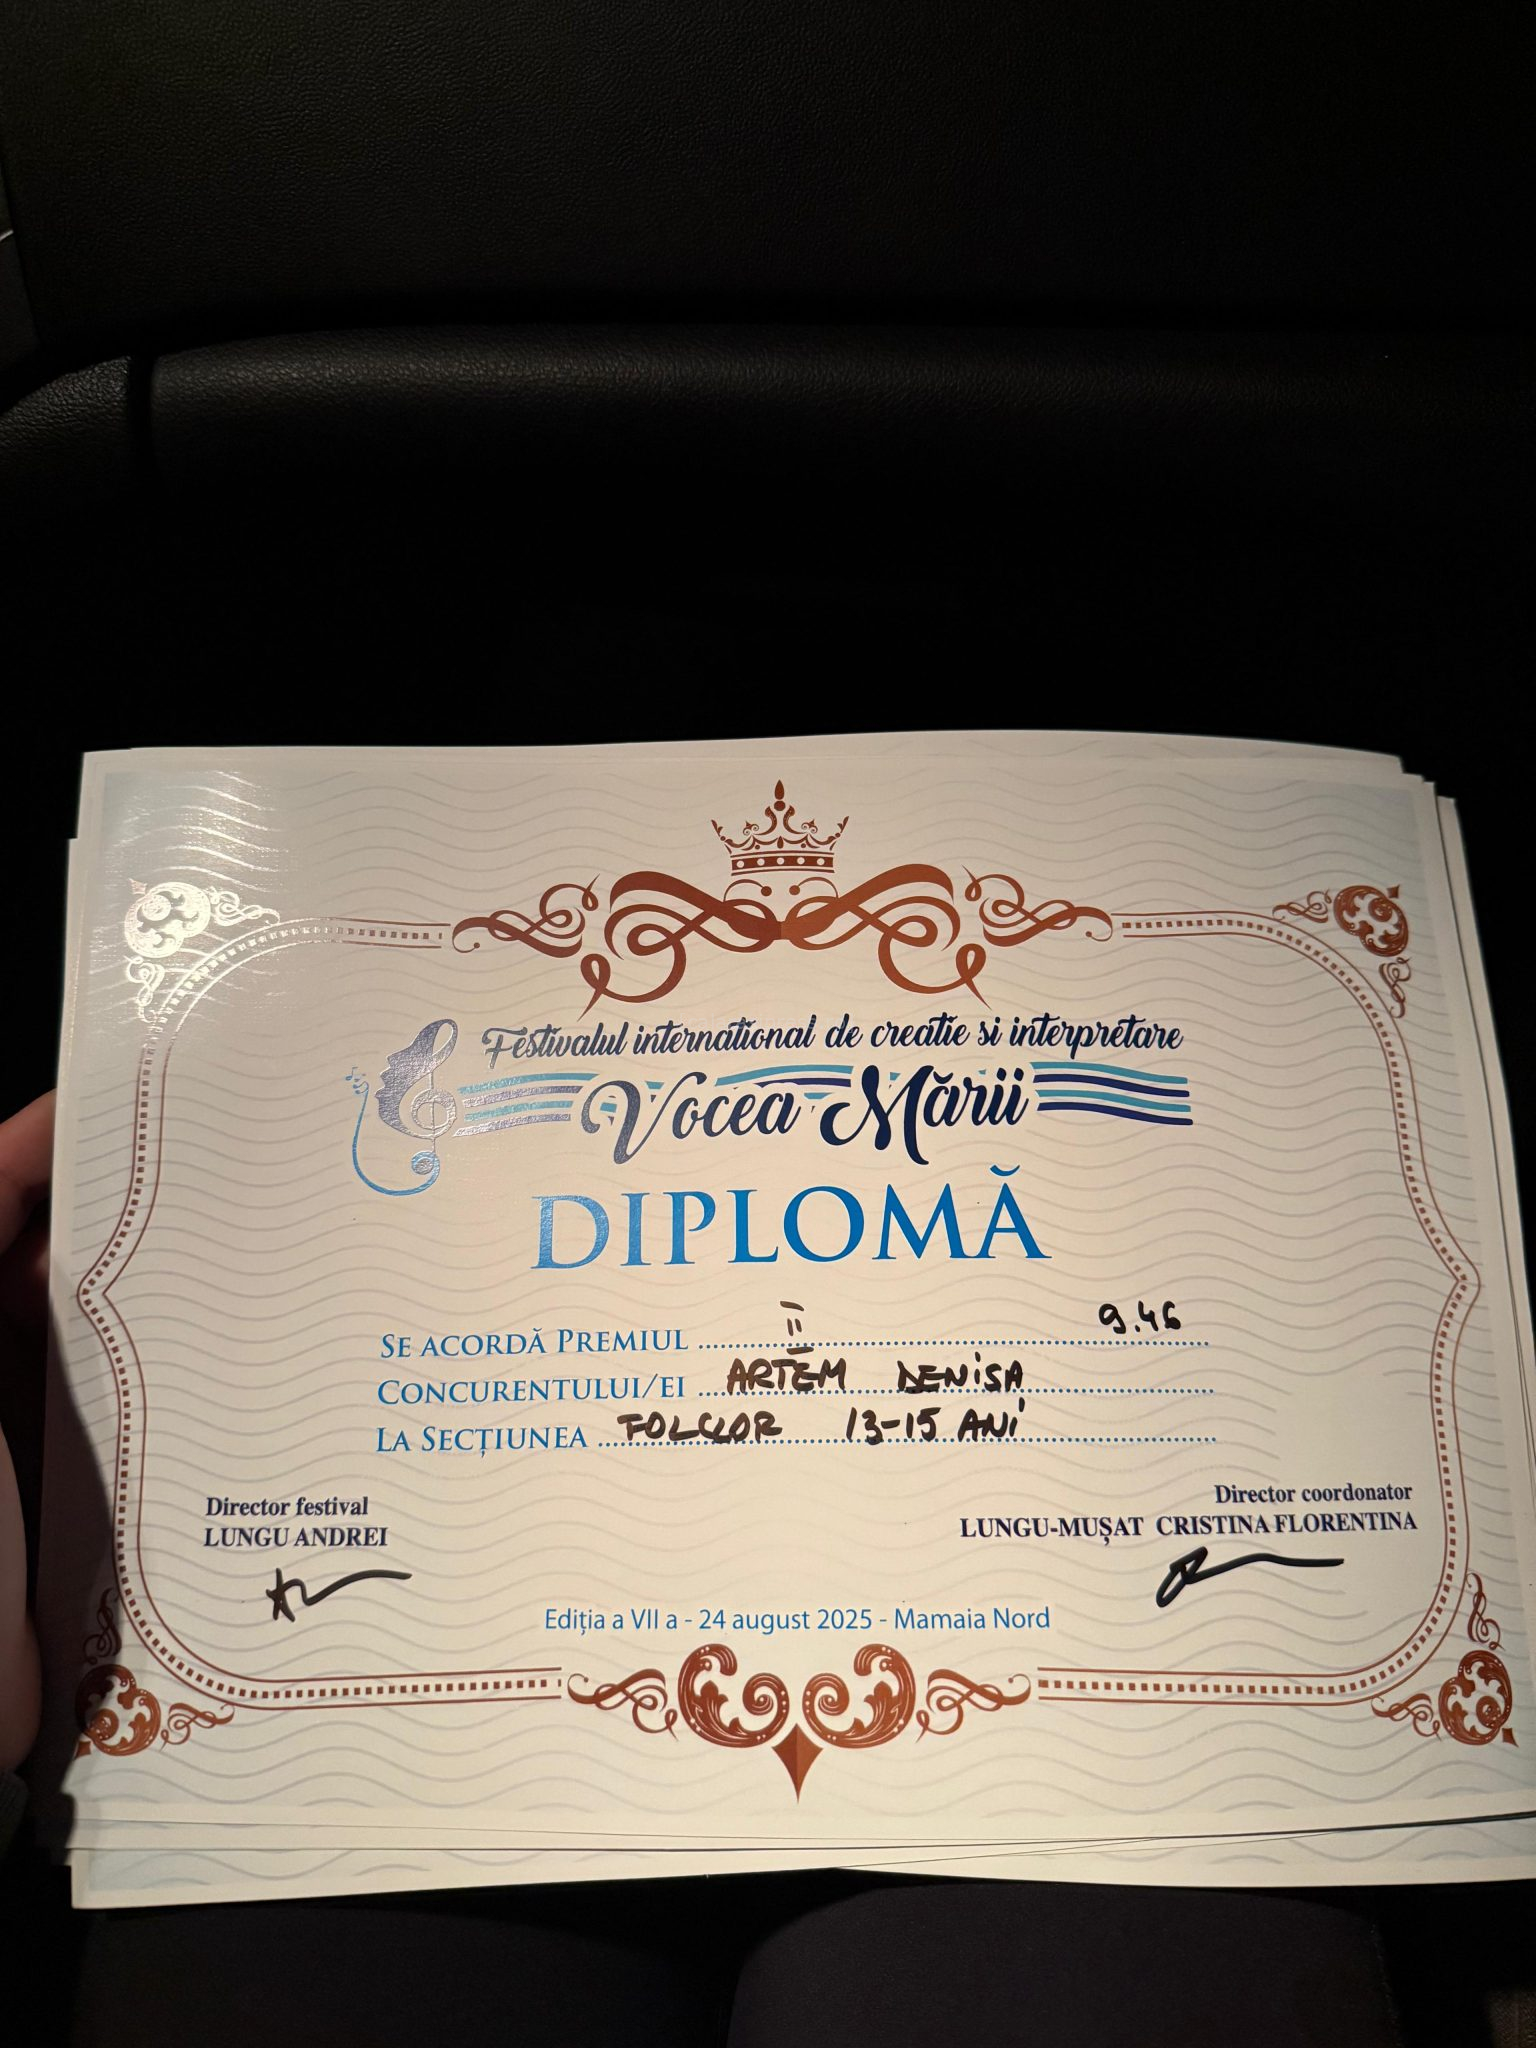 Festivalul international de creatie si interpretare
Vocea Mării
DIPLOMĂ
SE ACORDĂ PREMIUL II 9.46
CONCURENTULUI/EI ARTEM DENISA
LA SECȚIUNEA FOLCLOR 13-15 ANI
Director festival
LUNGU ANDREI
Director coordonator
LUNGU-MUȘAT CRISTINA FLORENTINA
Ediția a VII a - 24 august 2025 - Mamaia Nord